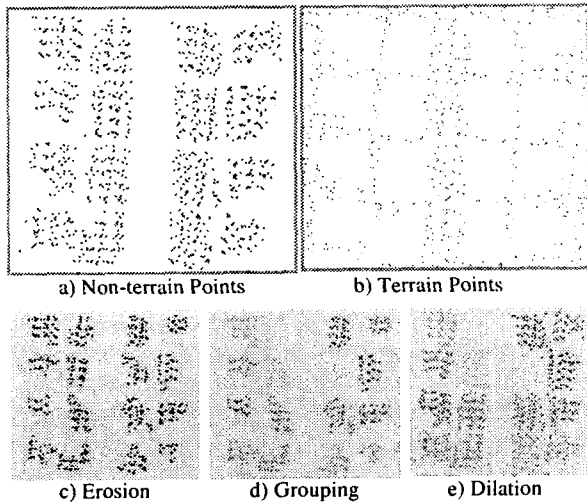 a) Non-terrain Points
b) Terrain Points
c) Erosion
d) Grouping
e) Dilation